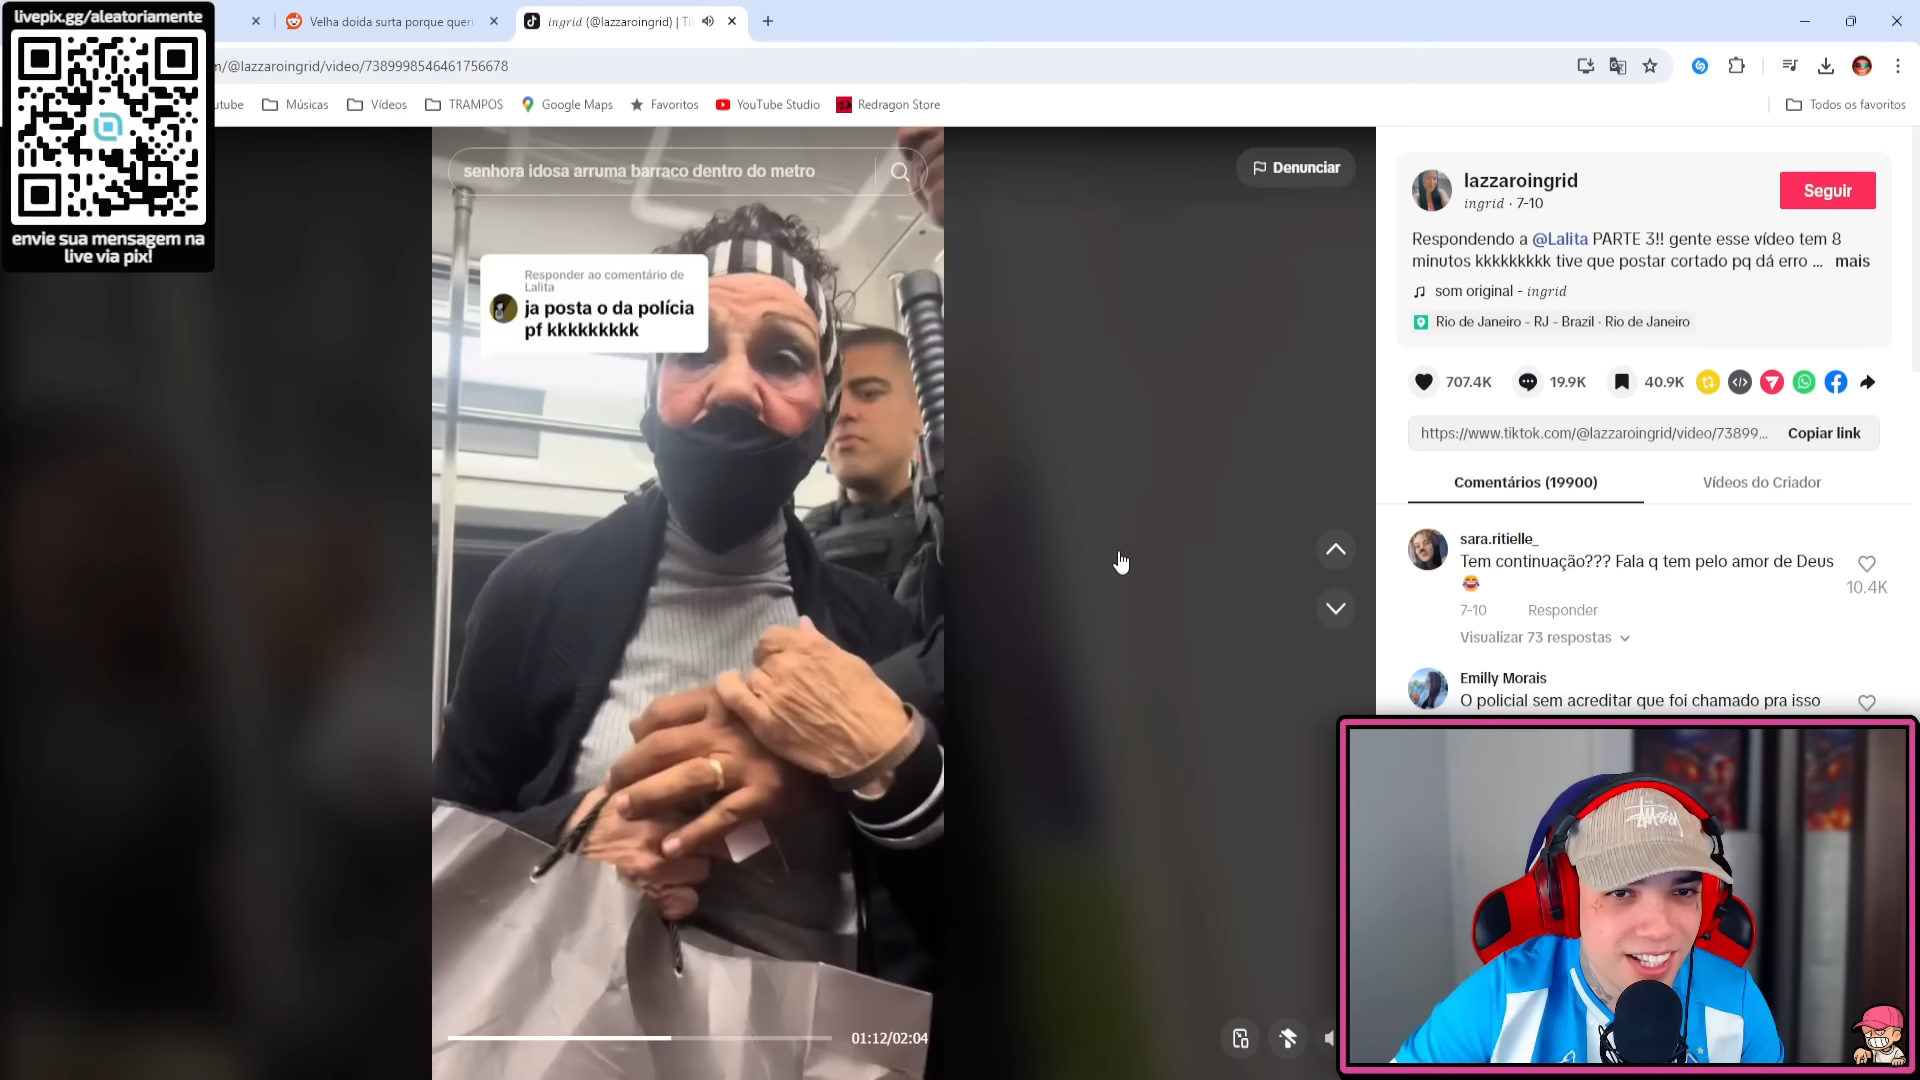 livepix.gg/aleatoriamente
envie sua mensagem na
live via pix!
Velha doida surta porque queri
ingrid (@lazzaroingrid) | Ti
/@lazzaroingrid/video/7389998546461756678
utube
Músicas
Vídeos
TRAMPOS
Google Maps
Favoritos
YouTube Studio
Redragon Store
Todos os favoritos
senhora idosa arruma barraco dentro do metro
Denunciar
Responder ao comentário de
Lalita
ja posta o da polícia
pf kkkkkkkkk
01:12/02:04
lazzaroingrid
ingrid · 7-10
Seguir
Respondendo a @Lalita PARTE 3!! gente esse vídeo tem 8
minutos kkkkkkkkk tive que postar cortado pq dá erro ... mais
som original - ingrid
Rio de Janeiro - RJ - Brazil · Rio de Janeiro
707.4K
19.9K
40.9K
https://www.tiktok.com/@lazzaroingrid/video/73899...
Copiar link
Comentários (19900)
Vídeos do Criador
sara.ritielle_
Tem continuação??? Fala q tem pelo amor de Deus
😂
10.4K
7-10
Responder
Visualizar 73 respostas
Emilly Morais
O policial sem acreditar que foi chamado pra isso